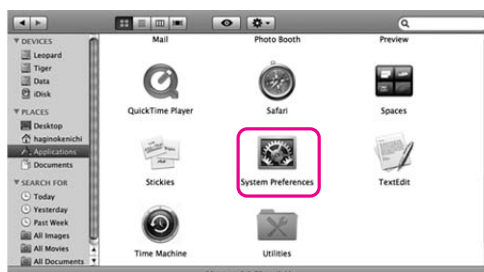 DEVICES
Leopard
Tiger
Data
iDisk
PLACES
Desktop
haginokenichi
Applications
Documents
SEARCH FOR
Today
Yesterday
Past Week
All Images
All Movies
All Documents
Mail Photo Booth Preview
QuickTime Player Safari Spaces
Stickies System Preferences TextEdit
Time Machine Utilities